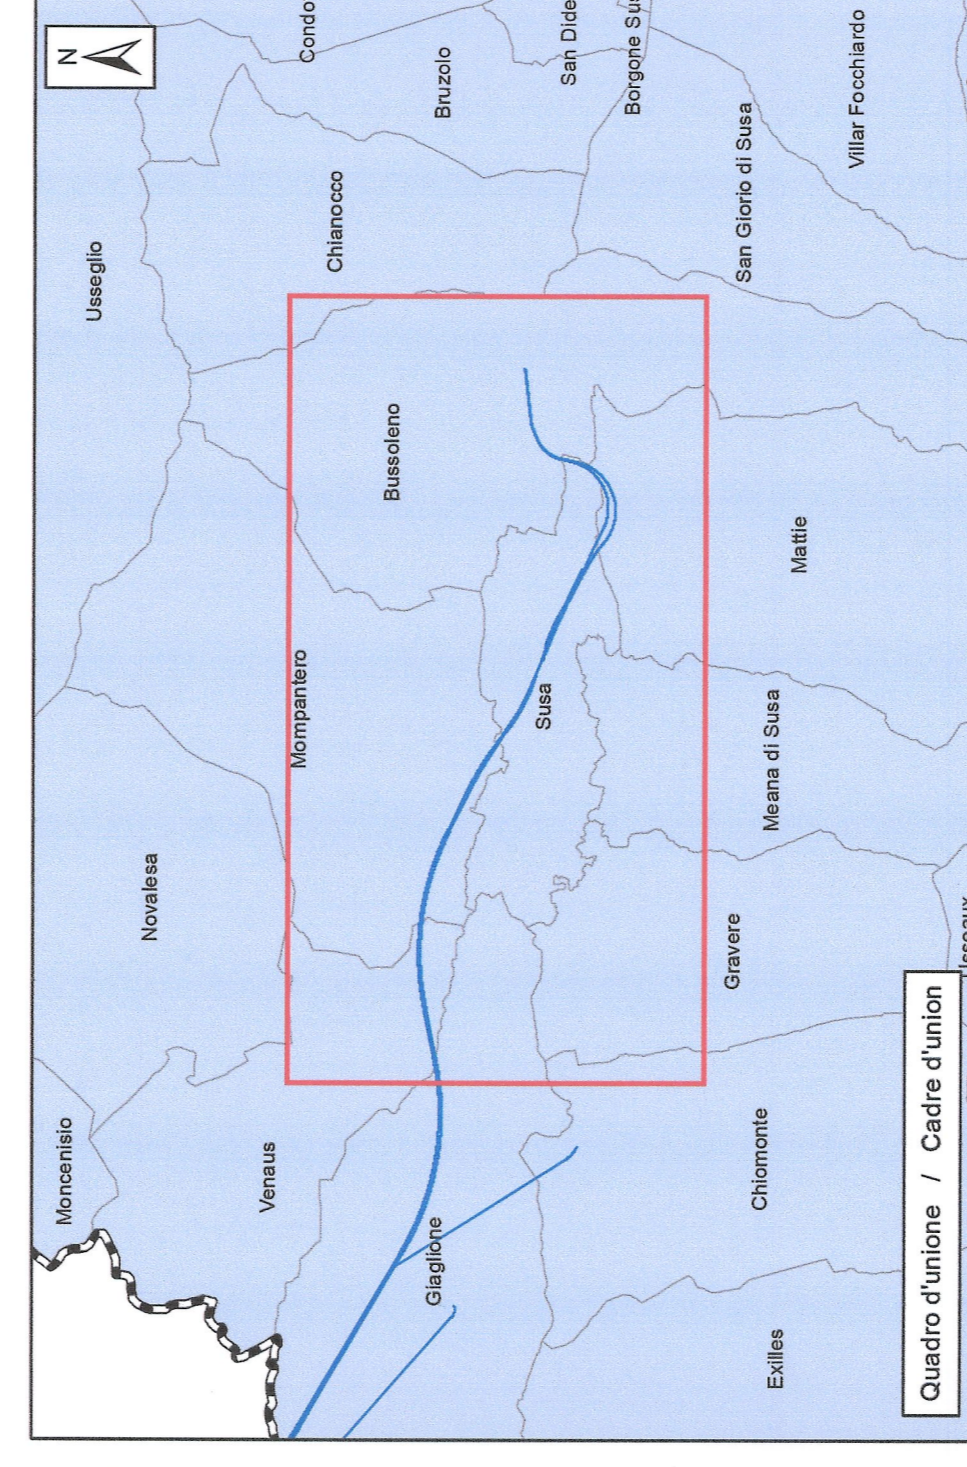 Moncenisio
N
Usseglio
Novalesa
Venaus
Mompantero
Condo
Chianocco
Bussoleno
Giaglione
Bruzolo
Susa
San Dide
Borgone Sus
Gravere
San Giorio di Susa
Chiomonte
Meana di Susa
Exilles
Mattie
Villar Focchiardo
Quadro d'unione / Cadre d'union